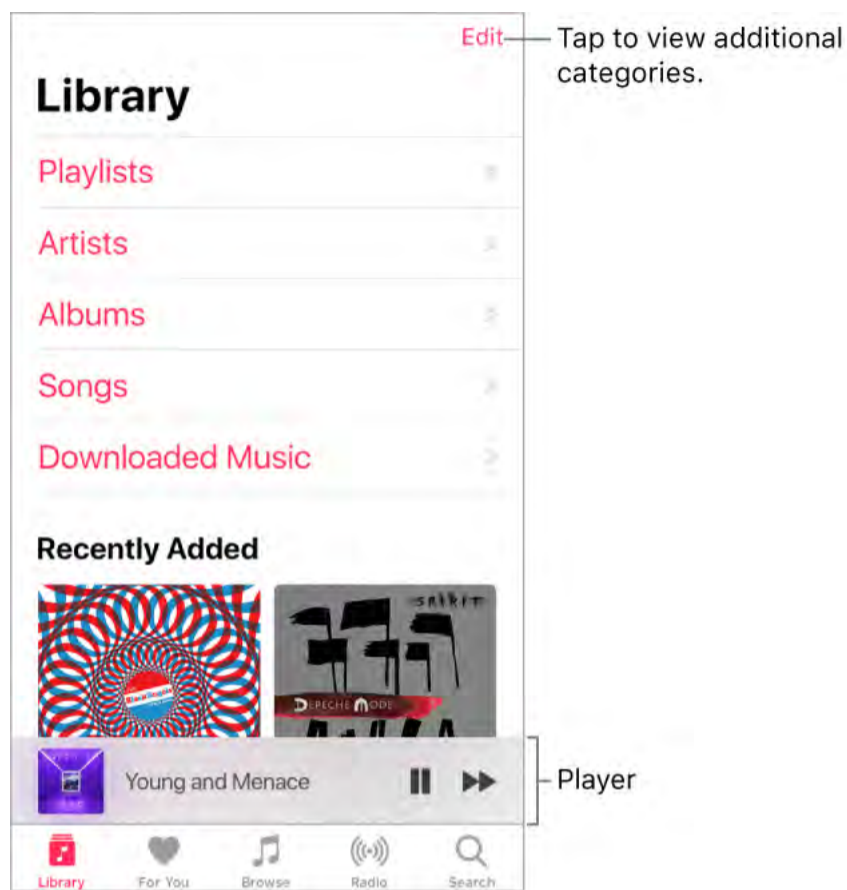 Edit
Tap to view additional
categories.
Library
Playlists
Artists
Albums
Songs
Downloaded Music
Recently Added
SPIRIT
DEPECHE MODE
Young and Menace
Player
Library
For You
Browse
Radio
Search